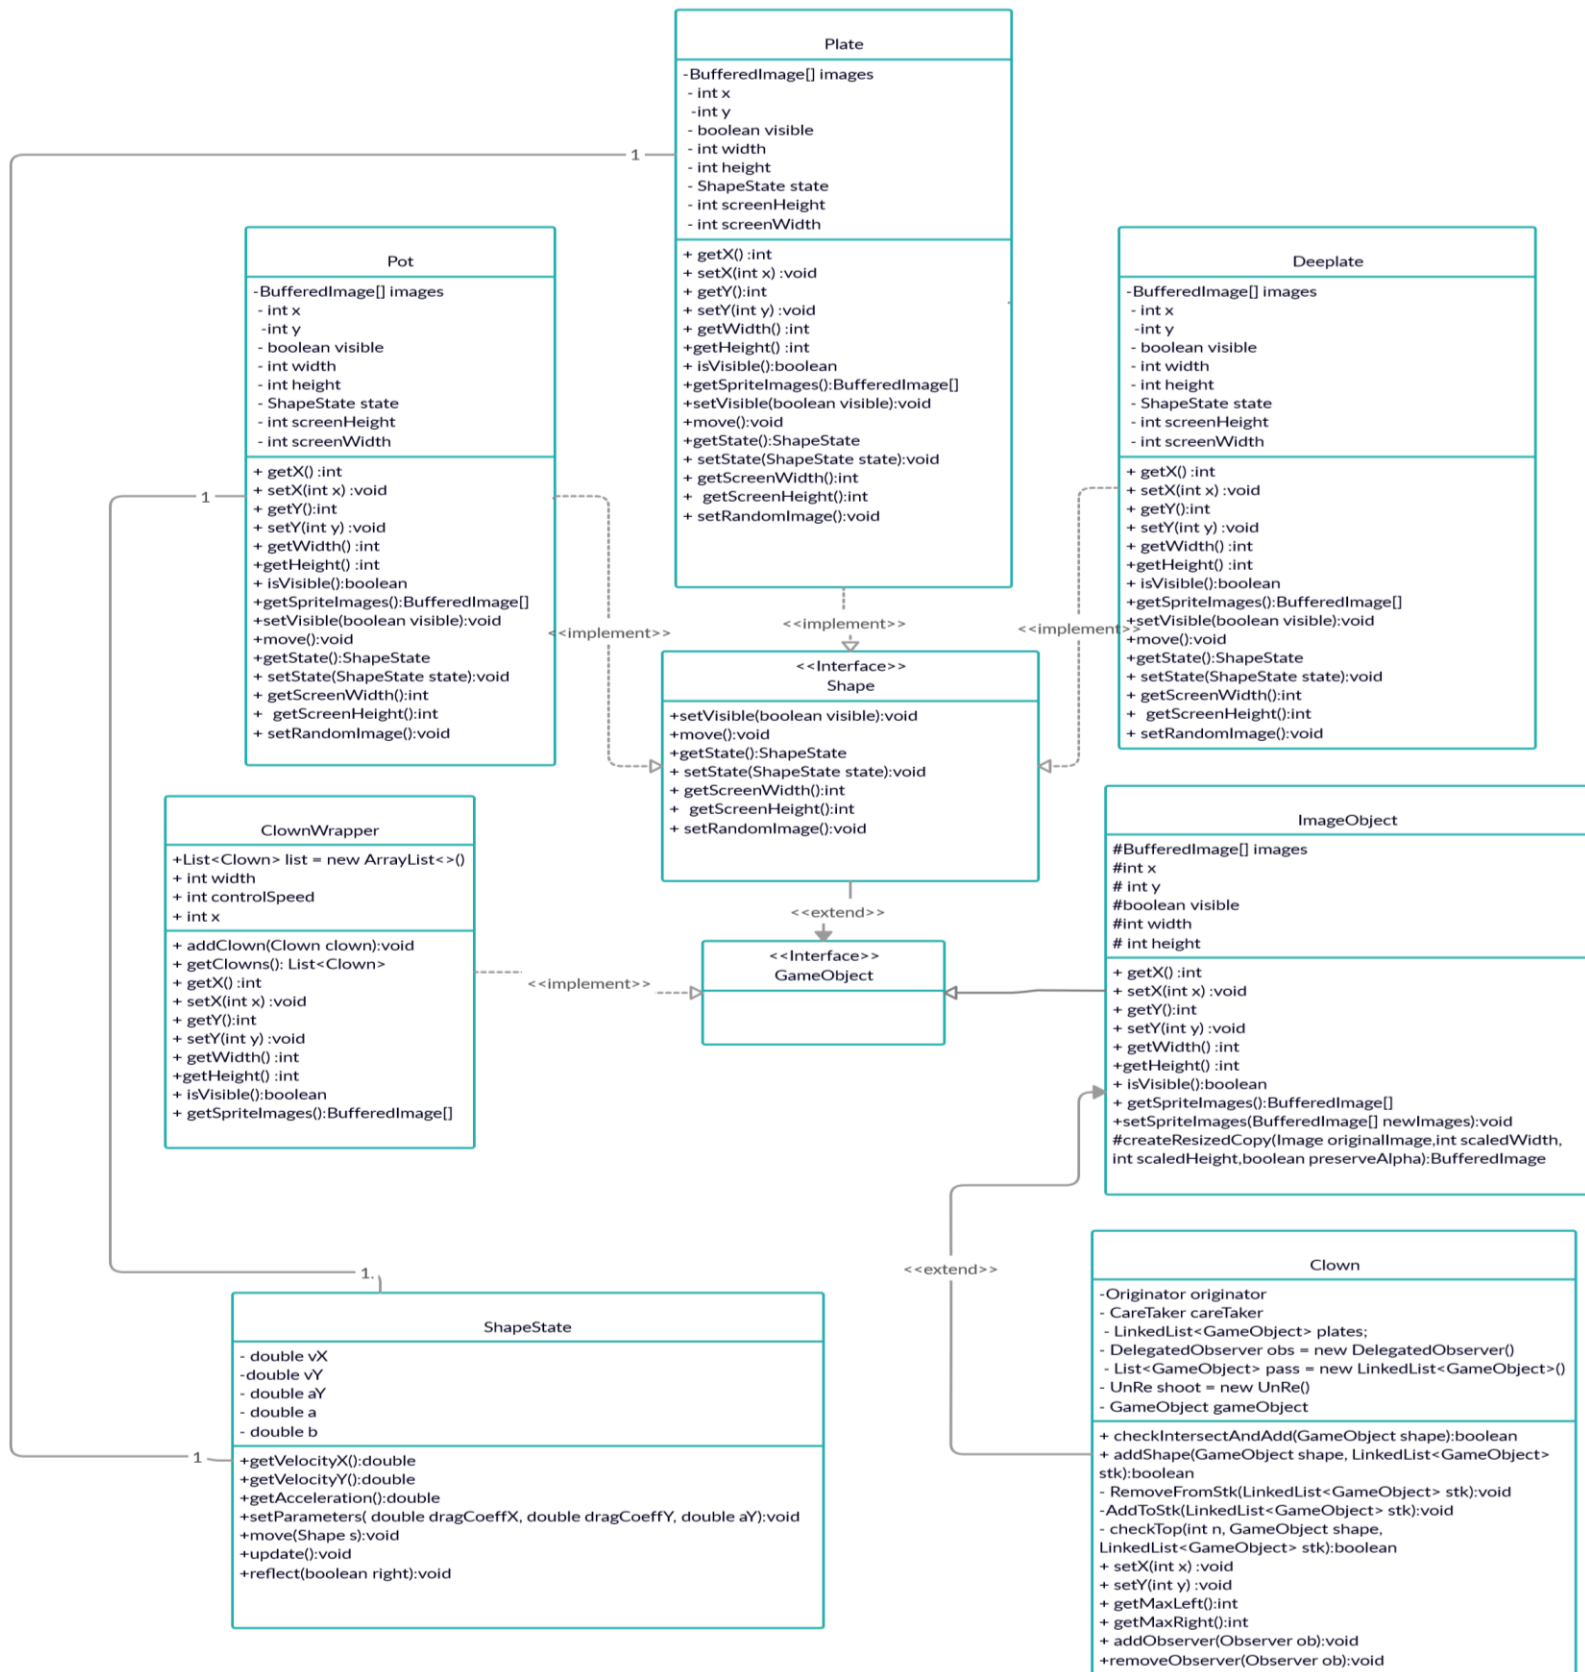 Plate
-BufferedImage[] images
- int x
-int y
- boolean visible
- int width
- int height
- ShapeState state
- int screenHeight
- int screenWidth
+ getX() :int
+ setX(int x) :void
+ getY():int
+ setY(int y) :void
+ getWidth() :int
+getHeight() :int
+ isVisible():boolean
+getSpriteImages():BufferedImage[]
+setVisible(boolean visible):void
+move():void
+getState():ShapeState
+ setState(ShapeState state):void
+ getScreenWidth():int
+ getScreenHeight():int
+ setRandomImage():void
1
Pot
-BufferedImage[] images
- int x
-int y
- boolean visible
- int width
- int height
- ShapeState state
- int screenHeight
- int screenWidth
+ getX() :int
+ setX(int x) :void
+ getY():int
+ setY(int y) :void
+ getWidth() :int
+getHeight() :int
+ isVisible():boolean
+getSpriteImages():BufferedImage[]
+setVisible(boolean visible):void
+move():void
+getState():ShapeState
+ setState(ShapeState state):void
+ getScreenWidth():int
+ getScreenHeight():int
+ setRandomImage():void
1
Deeplate
-BufferedImage[] images
- int x
-int y
- boolean visible
- int width
- int height
- ShapeState state
- int screenHeight
- int screenWidth
+ getX() :int
+ setX(int x) :void
+ getY():int
+ setY(int y) :void
+ getWidth() :int
+getHeight() :int
+ isVisible():boolean
+getSpriteImages():BufferedImage[]
+setVisible(boolean visible):void
+move():void
+getState():ShapeState
+ setState(ShapeState state):void
+ getScreenWidth():int
+ getScreenHeight():int
+ setRandomImage():void
<<implement>>
<<implement>>
<<implement>>
<<Interface>>
Shape
+setVisible(boolean visible):void
+move():void
+getState():ShapeState
+ setState(ShapeState state):void
+ getScreenWidth():int
+ getScreenHeight():int
+ setRandomImage():void
<<extend>>
<<Interface>>
GameObject
ClownWrapper
+List<Clown> list = new ArrayList<>()
+ int width
+ int controlSpeed
+ int x
+ addClown(Clown clown):void
+ getClowns(): List<Clown>
+ getX() :int
+ setX(int x) :void
+ getY():int
+ setY(int y) :void
+ getWidth() :int
+getHeight() :int
+ isVisible():boolean
+ getSpriteImages():BufferedImage[]
<<implement>>
ImageObject
#BufferedImage[] images
#int x
# int y
#boolean visible
#int width
# int height
+ getX() :int
+ setX(int x) :void
+ getY():int
+ setY(int y) :void
+ getWidth() :int
+getHeight() :int
+ isVisible():boolean
+ getSpriteImages():BufferedImage[]
+setSpriteImages(BufferedImage[] newImages):void
#createResizedCopy(Image originalImage,int scaledWidth,
int scaledHeight,boolean preserveAlpha):BufferedImage
<<extend>>
1.
1
ShapeState
- double vX
-double vY
- double aY
- double a
- double b
+getVelocityX():double
+getVelocityY():double
+getAcceleration():double
+setParameters( double dragCoeffX, double dragCoeffY, double aY):void
+move(Shape s):void
+update():void
+reflect(boolean right):void
Clown
-Originator originator
- CareTaker careTaker
- LinkedList<GameObject> plates;
- DelegatedObserver obs = new DelegatedObserver()
- List<GameObject> pass = new LinkedList<GameObject>()
- UnRe shoot = new UnRe()
- GameObject gameObject
+ checkIntersectAndAdd(GameObject shape):boolean
+ addShape(GameObject shape, LinkedList<GameObject>
stk):boolean
- RemoveFromStk(LinkedList<GameObject> stk):void
-AddToStk(LinkedList<GameObject> stk):void
- checkTop(int n, GameObject shape,
LinkedList<GameObject> stk):boolean
+ setX(int x) :void
+ setY(int y) :void
+ getMaxLeft():int
+ getMaxRight():int
+ addObserver(Observer ob):void
+removeObserver(Observer ob):void